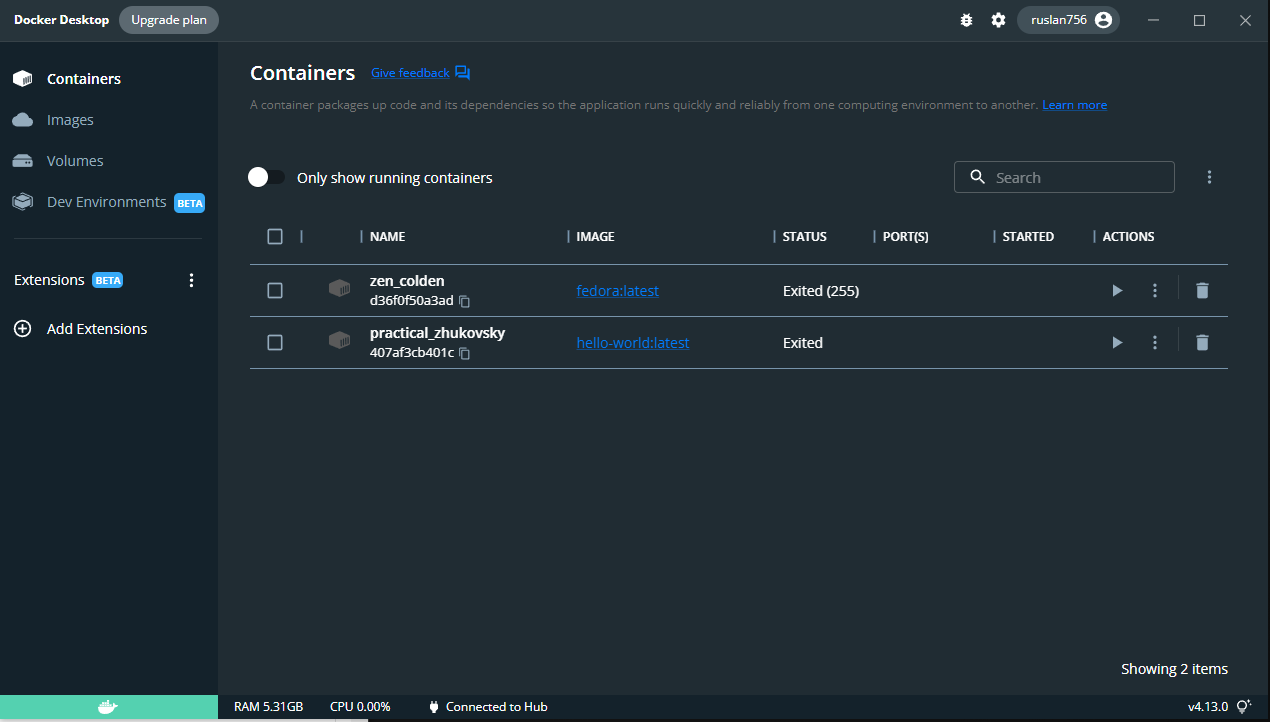 Docker Desktop Upgrade plan ruslan756
Containers
Images
Volumes
Dev Environments BETA
Extensions BETA
Add Extensions
Containers Give feedback
A container packages up code and its dependencies so the application runs quickly and reliably from one computing environment to another. Learn more
Only show running containers Search
NAME IMAGE STATUS PORT(S) STARTED ACTIONS
zen_colden
d36f0f50a3ad fedora:latest Exited (255)
practical_zhukovsky
407af3cb401c hello-world:latest Exited
Showing 2 items
RAM 5.31GB CPU 0.00% Connected to Hub v4.13.0